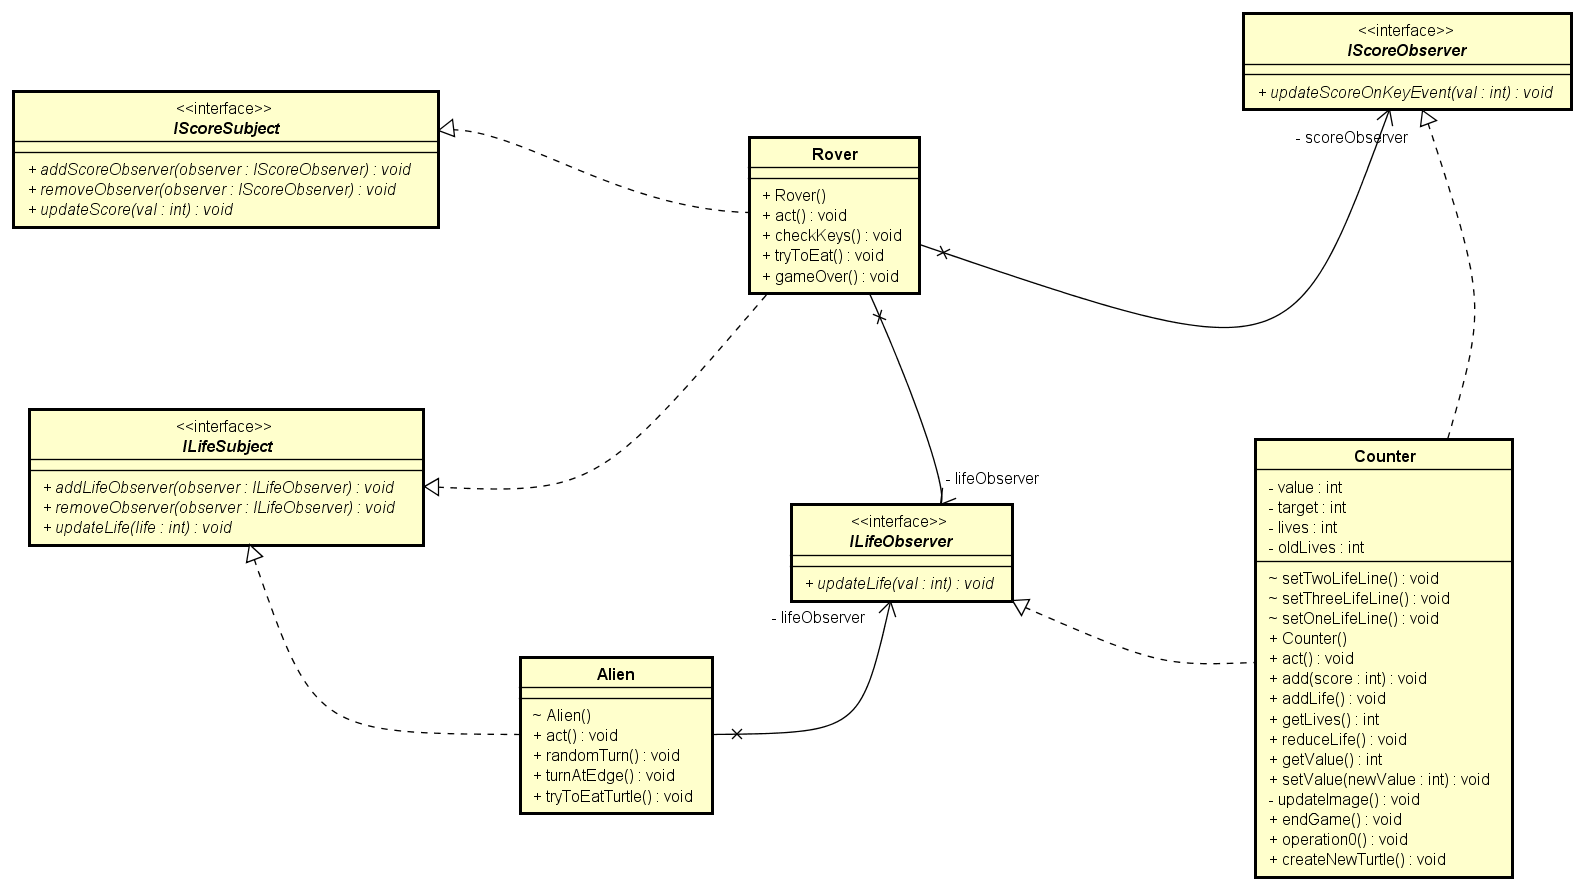 <<interface>>
IScoreObserver
+ updateScoreOnKeyEvent(val : int) : void
- scoreObserver
<<interface>>
IScoreSubject
+ addScoreObserver(observer : IScoreObserver) : void
+ removeObserver(observer : IScoreObserver) : void
+ updateScore(val : int) : void
Rover
+ Rover()
+ act() : void
+ checkKeys() : void
+ tryToEat() : void
+ gameOver() : void
<<interface>>
ILifeSubject
+ addLifeObserver(observer : ILifeObserver) : void
+ removeObserver(observer : ILifeObserver) : void
+ updateLife(life : int) : void
- lifeObserver
<<interface>>
ILifeObserver
+ updateLife(val : int) : void
- lifeObserver
Alien
~ Alien()
+ act() : void
+ randomTurn() : void
+ turnAtEdge() : void
+ tryToEatTurtle() : void
Counter
- value : int
- target : int
- lives : int
- oldLives : int
~ setTwoLifeLine() : void
~ setThreeLifeLine() : void
~ setOneLifeLine() : void
+ Counter()
+ act() : void
+ add(score : int) : void
+ addLife() : void
+ getLives() : int
+ reduceLife() : void
+ getValue() : int
+ setValue(newValue : int) : void
- updateImage() : void
+ endGame() : void
+ operation0() : void
+ createNewTurtle() : void